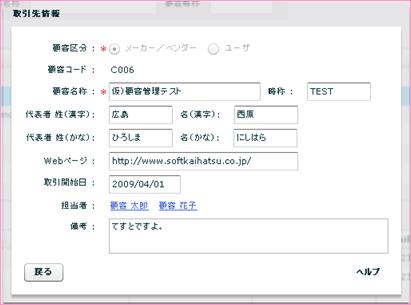 取引先情報
顧客区分 : * メーカー/ベンダー ユーザ
顧客コード : C006
顧客名称 : * 仮)顧客管理テスト 略称 : TEST
代表者 姓(漢字) : 広島 名(漢字) : 西原
代表者 姓(かな) : ひろしま 名(かな) : にしはら
Webページ : http://www.softkaihatsu.co.jp/
取引開始日 : 2009/04/01
担当者 : 顧客 太郎 顧客 花子
備考 : てすとですよ。
戻る ヘルプ